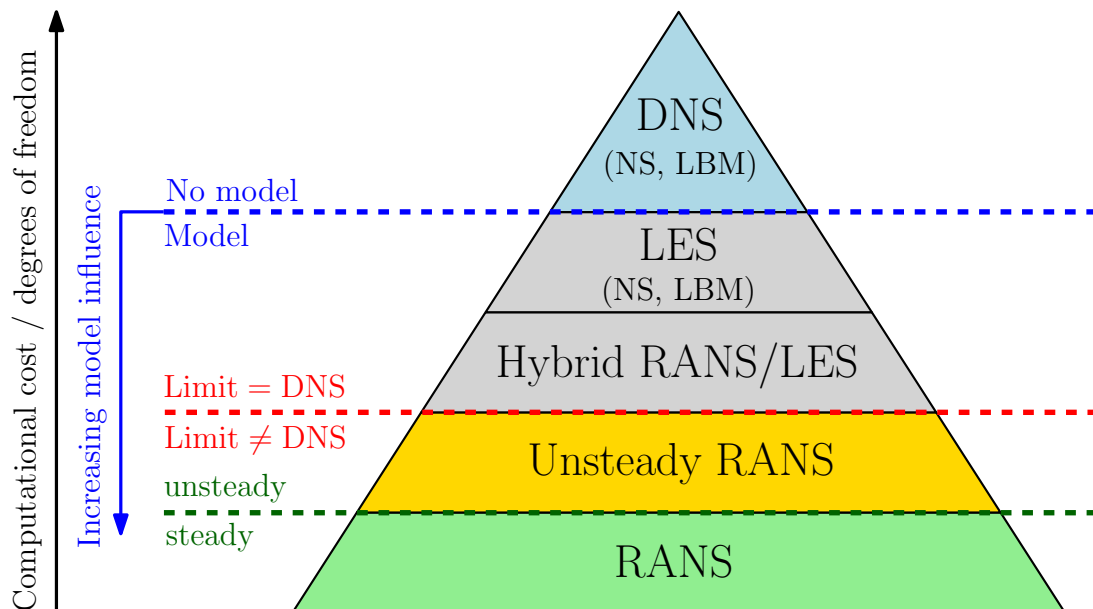 Computational cost / degrees of freedom
Increasing model influence
No model
Model
Limit = DNS
Limit ≠ DNS
unsteady
steady
DNS
(NS, LBM)
LES
(NS, LBM)
Hybrid RANS/LES
Unsteady RANS
RANS